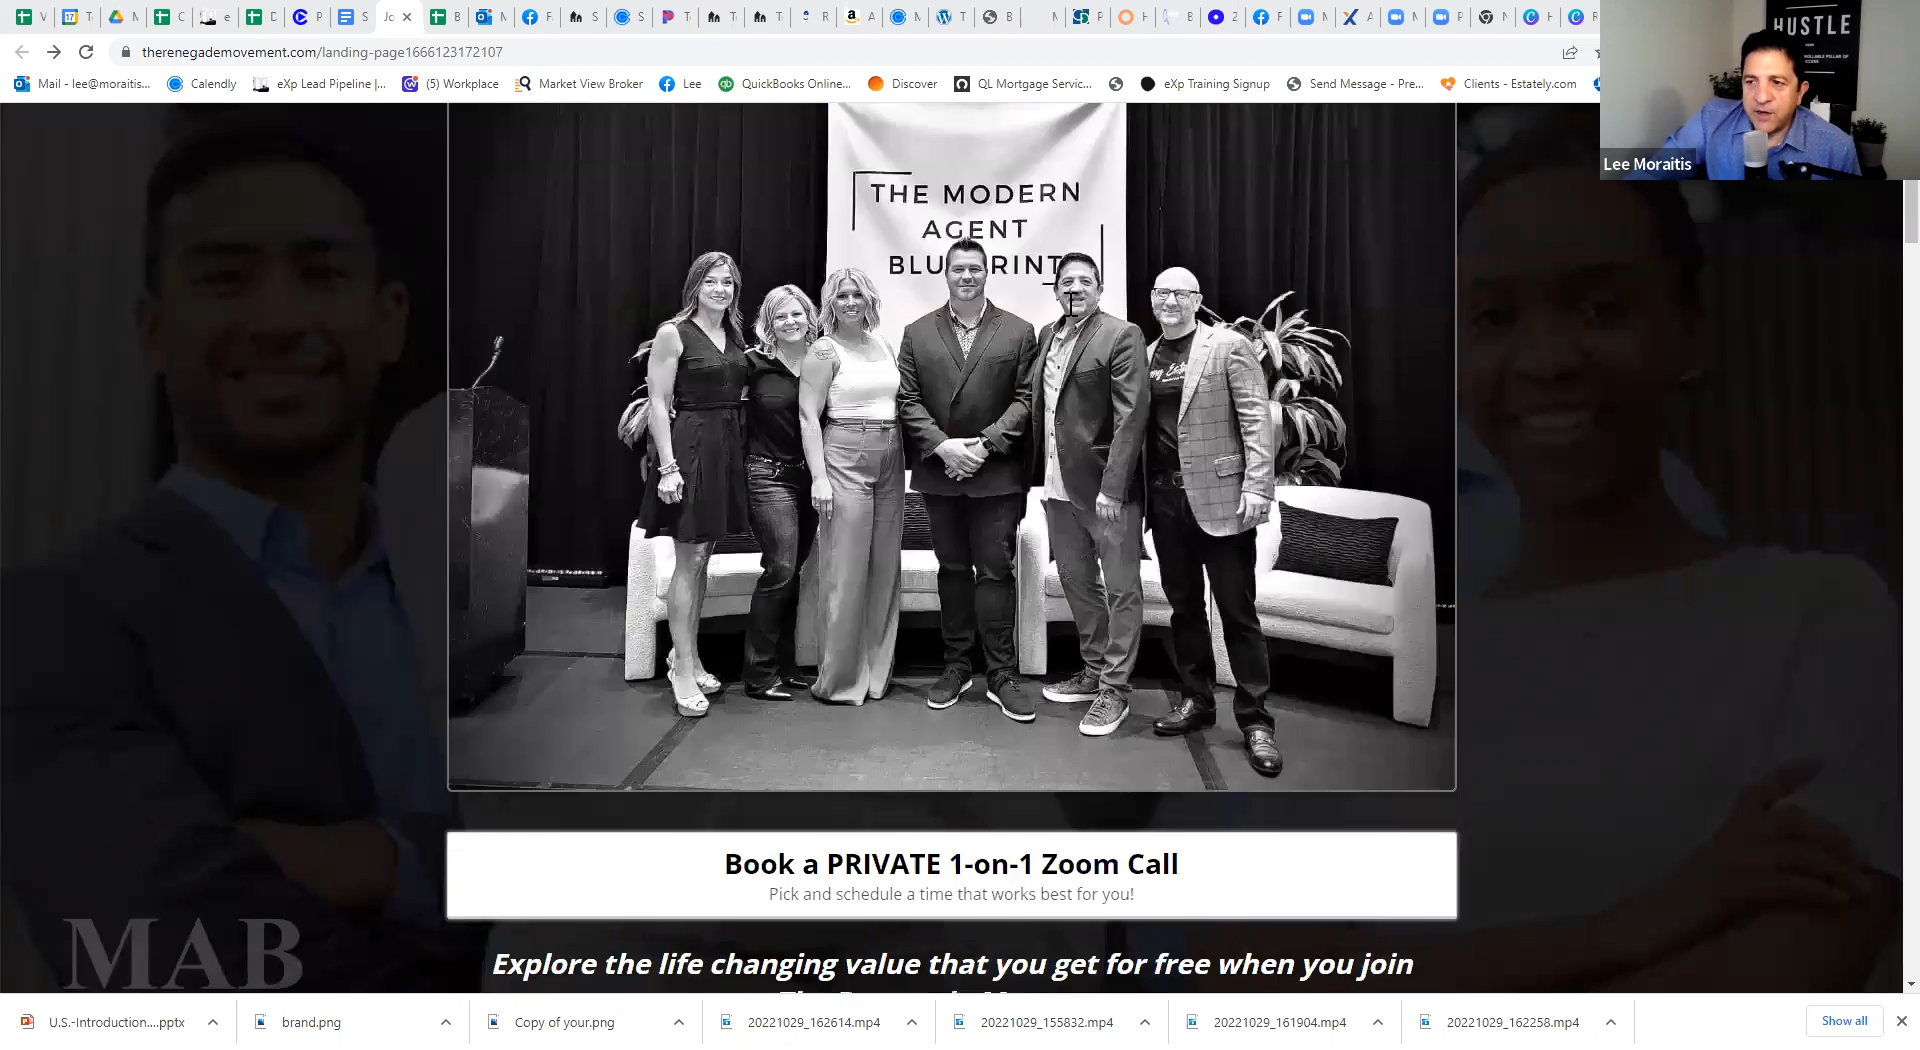 V
T
M
C
e
D
P
S
Jo
B
M
F
S
S
T
T
T
R
A
M
T
B
M
P
H
B
2
F
M
A
M
P
N
H
R
therenegademovement.com/landing-page1666123172107
Mail - lee@moraitis...
Calendly
eXp Lead Pipeline |...
(5) Workplace
Market View Broker
Lee
QuickBooks Online...
Discover
QL Mortgage Servic...
eXp Training Signup
Send Message - Pre...
Clients - Estately.com
HUSTLE
Lee Moraitis
THE MODERN
AGENT
Book a PRIVATE 1-on-1 Zoom Call
Pick and schedule a time that works best for you!
MAB
Explore the life changing value that you get for free when you join
U.S.-Introduction....pptx
brand.png
Copy of your.png
20221029_162614.mp4
20221029_155832.mp4
20221029_161904.mp4
20221029_162258.mp4
Show all